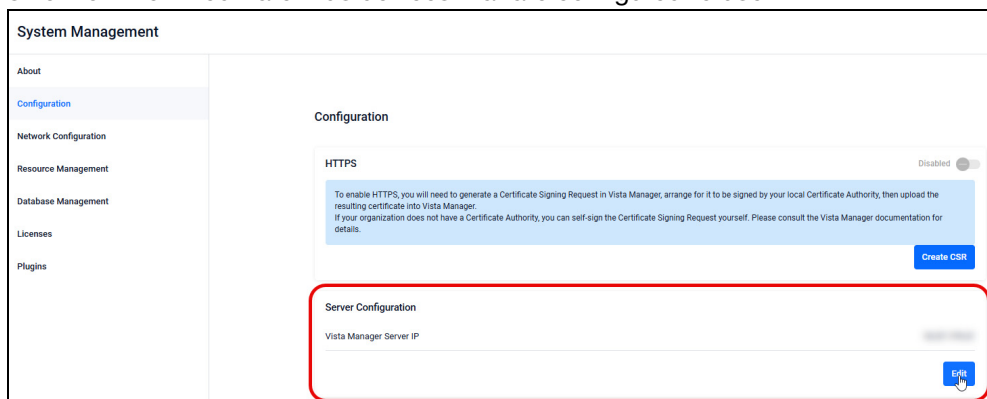 System Management
About
Configuration
Network Configuration
Resource Management
Database Management
Licenses
Plugins
Configuration
HTTPS
Disabled
To enable HTTPS, you will need to generate a Certificate Signing Request in Vista Manager, arrange for it to be signed by your local Certificate Authority, then upload the
resulting certificate into Vista Manager.
If your organization does not have a Certificate Authority, you can self-sign the Certificate Signing Request yourself. Please consult the Vista Manager documentation for
details.
Create CSR
Server Configuration
Vista Manager Server IP
Edit